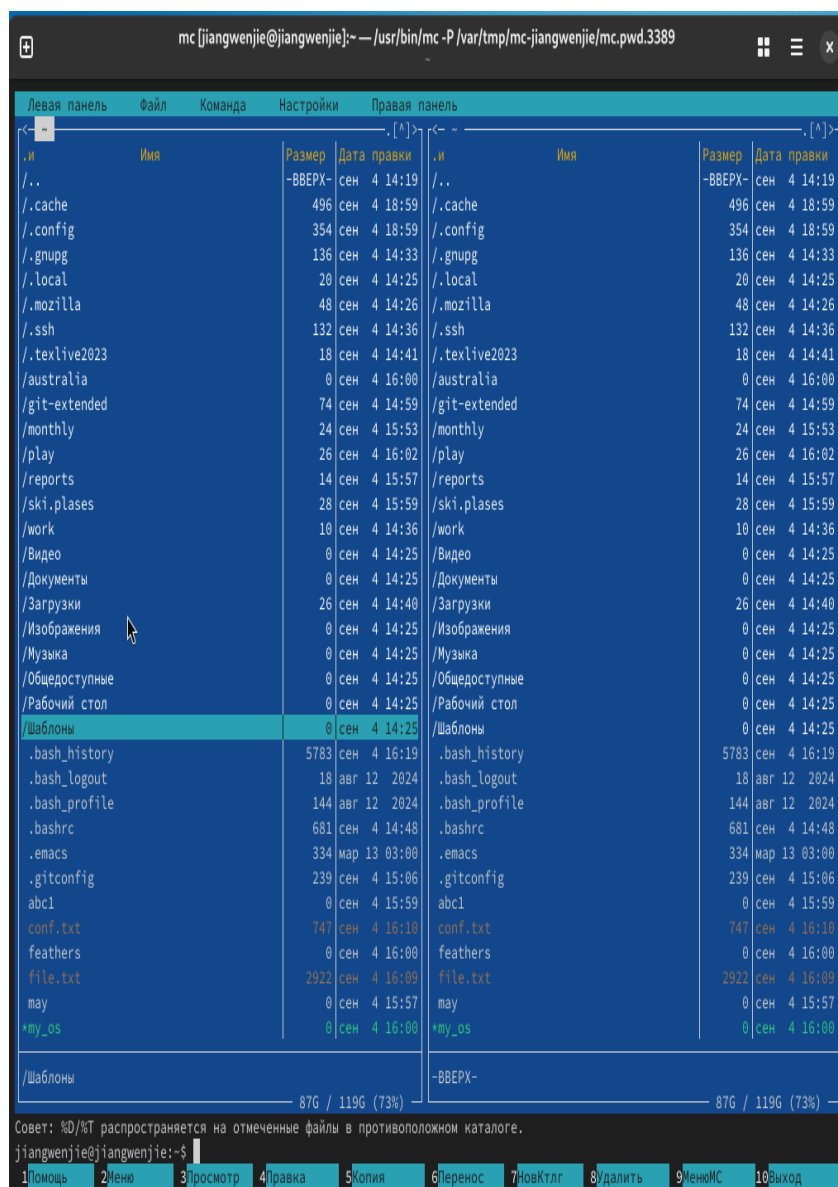 mc [jiangwenjie@jiangwenjie]:~ — /usr/bin/mc -P /var/tmp/mc-jiangwenjie/mc.pwd.3389
~
Левая панель Файл Команда Настройки Правая панель
<- ~ .[^]> <- ~ .[^]>
.и Имя Размер Дата правки .и Имя Размер Дата правки
/.. -ВВЕРХ- сен 4 14:19 /.. -ВВЕРХ- сен 4 14:19
/.cache 496 сен 4 18:59 /.cache 496 сен 4 18:59
/.config 354 сен 4 18:59 /.config 354 сен 4 18:59
/.gnupg 136 сен 4 14:33 /.gnupg 136 сен 4 14:33
/.local 20 сен 4 14:25 /.local 20 сен 4 14:25
/.mozilla 48 сен 4 14:26 /.mozilla 48 сен 4 14:26
/.ssh 132 сен 4 14:36 /.ssh 132 сен 4 14:36
/.texlive2023 18 сен 4 14:41 /.texlive2023 18 сен 4 14:41
/australia 0 сен 4 16:00 /australia 0 сен 4 16:00
/git-extended 74 сен 4 14:59 /git-extended 74 сен 4 14:59
/monthly 24 сен 4 15:53 /monthly 24 сен 4 15:53
/play 26 сен 4 16:02 /play 26 сен 4 16:02
/reports 14 сен 4 15:57 /reports 14 сен 4 15:57
/ski.plases 28 сен 4 15:59 /ski.plases 28 сен 4 15:59
/work 10 сен 4 14:36 /work 10 сен 4 14:36
/Видео 0 сен 4 14:25 /Видео 0 сен 4 14:25
/Документы 0 сен 4 14:25 /Документы 0 сен 4 14:25
/Загрузки 26 сен 4 14:40 /Загрузки 26 сен 4 14:40
/Изображения 0 сен 4 14:25 /Изображения 0 сен 4 14:25
/Музыка 0 сен 4 14:25 /Музыка 0 сен 4 14:25
/Общедоступные 0 сен 4 14:25 /Общедоступные 0 сен 4 14:25
/Рабочий стол 0 сен 4 14:25 /Рабочий стол 0 сен 4 14:25
/Шаблоны 0 сен 4 14:25 /Шаблоны 0 сен 4 14:25
.bash_history 5783 сен 4 16:19 .bash_history 5783 сен 4 16:19
.bash_logout 18 авг 12 2024 .bash_logout 18 авг 12 2024
.bash_profile 144 авг 12 2024 .bash_profile 144 авг 12 2024
.bashrc 681 сен 4 14:48 .bashrc 681 сен 4 14:48
.emacs 334 мар 13 03:00 .emacs 334 мар 13 03:00
.gitconfig 239 сен 4 15:06 .gitconfig 239 сен 4 15:06
abc1 0 сен 4 15:59 abc1 0 сен 4 15:59
conf.txt 747 сен 4 16:10 conf.txt 747 сен 4 16:10
feathers 0 сен 4 16:00 feathers 0 сен 4 16:00
file.txt 2922 сен 4 16:09 file.txt 2922 сен 4 16:09
may 0 сен 4 15:57 may 0 сен 4 15:57
*my_os 0 сен 4 16:00 *my_os 0 сен 4 16:00
/Шаблоны -ВВЕРХ-
87G / 119G (73%) 87G / 119G (73%)
Совет: %D/%T распространяется на отмеченные файлы в противоположном каталоге.
jiangwenjie@jiangwenjie:~$
1Помощь 2Меню 3Просмотр 4Правка 5Копия 6Перенос 7НовКтлг 8Удалить 9МенюМС 10Выход